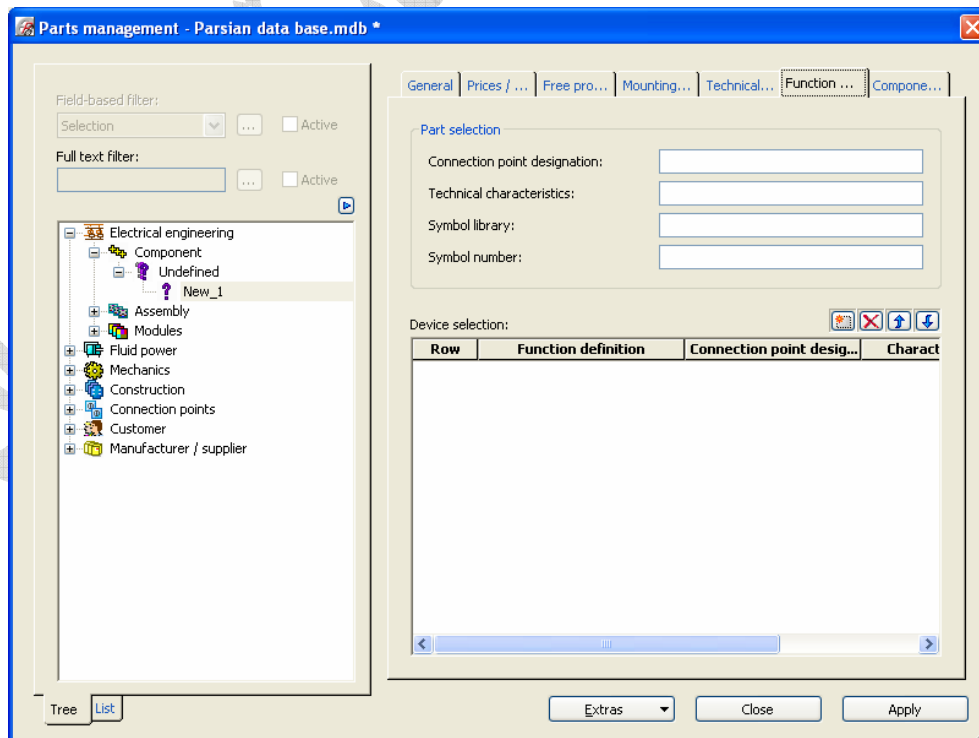 Parts management - Parsian data base.mdb *
Field-based filter:
Selection
...
Active
Full text filter:
...
Active
Electrical engineering
Component
Undefined
New_1
Assembly
Modules
Fluid power
Mechanics
Construction
Connection points
Customer
Manufacturer / supplier
Tree List
General Prices / ... Free pro... Mounting... Technical... Function ... Compone...
Part selection
Connection point designation:
Technical characteristics:
Symbol library:
Symbol number:
Device selection:
Row Function definition Connection point desig... Charact
Extras Close Apply